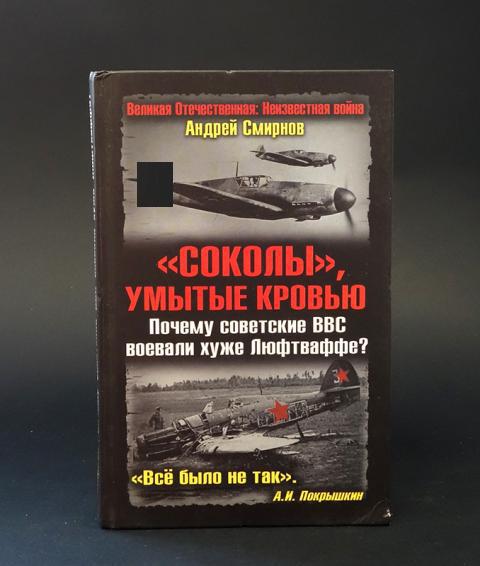 Великая Отечественная: Неизвестная война
Андрей Смирнов
«СОКОЛЫ»,
УМЫТЫЕ КРОВЬЮ
Почему советские ВВС
воевали хуже Люфтваффе?
3
«Всё было не так».
А.И. Покрышкин